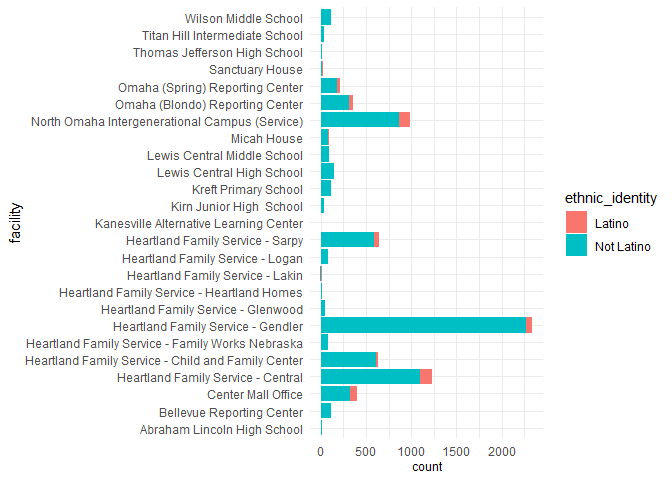 Wilson Middle School
Titan Hill Intermediate School
Thomas Jefferson High School
Sanctuary House
Omaha (Spring) Reporting Center
Omaha (Blondo) Reporting Center
North Omaha Intergenerational Campus (Service)
Micah House
Lewis Central Middle School
Lewis Central High School
Kreft Primary School
Kirn Junior High  School
Kanesville Alternative Learning Center
Heartland Family Service - Sarpy
Heartland Family Service - Logan
Heartland Family Service - Lakin
Heartland Family Service - Heartland Homes
Heartland Family Service - Glenwood
Heartland Family Service - Gendler
Heartland Family Service - Family Works Nebraska
Heartland Family Service - Child and Family Center
Heartland Family Service - Central
Center Mall Office
Bellevue Reporting Center
Abraham Lincoln High School
facility
0 500 1000 1500 2000
count
ethnic_identity
Latino
Not Latino